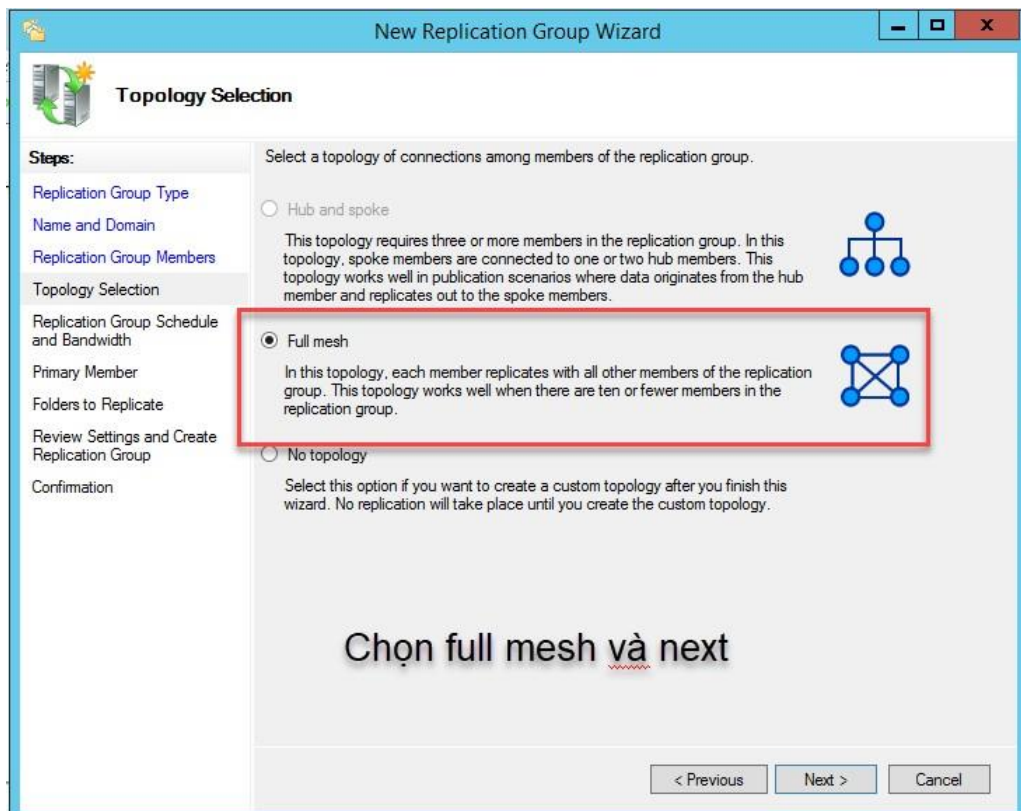 New Replication Group Wizard
Topology Selection
Steps:
Replication Group Type
Name and Domain
Replication Group Members
Topology Selection
Replication Group Schedule
and Bandwidth
Primary Member
Folders to Replicate
Review Settings and Create
Replication Group
Confirmation
Select a topology of connections among members of the replication group.
Hub and spoke
This topology requires three or more members in the replication group. In this
topology, spoke members are connected to one or two hub members. This
topology works well in publication scenarios where data originates from the hub
member and replicates out to the spoke members.
Full mesh
In this topology, each member replicates with all other members of the replication
group. This topology works well when there are ten or fewer members in the
replication group.
No topology
Select this option if you want to create a custom topology after you finish this
wizard. No replication will take place until you create the custom topology.
Chọn full mesh và next
< Previous
Next >
Cancel